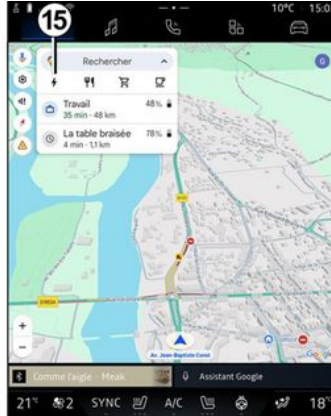 15
10°C 15:0
Rechercher
Travail 48%
35 min · 48 km
La table braisée 78%
4 min · 1,1 km
G
+
−
Av. Jean-Baptiste Corot
Comme l'aigle - Meak
Assistant Google
21° 2 SYNC A/C 18°